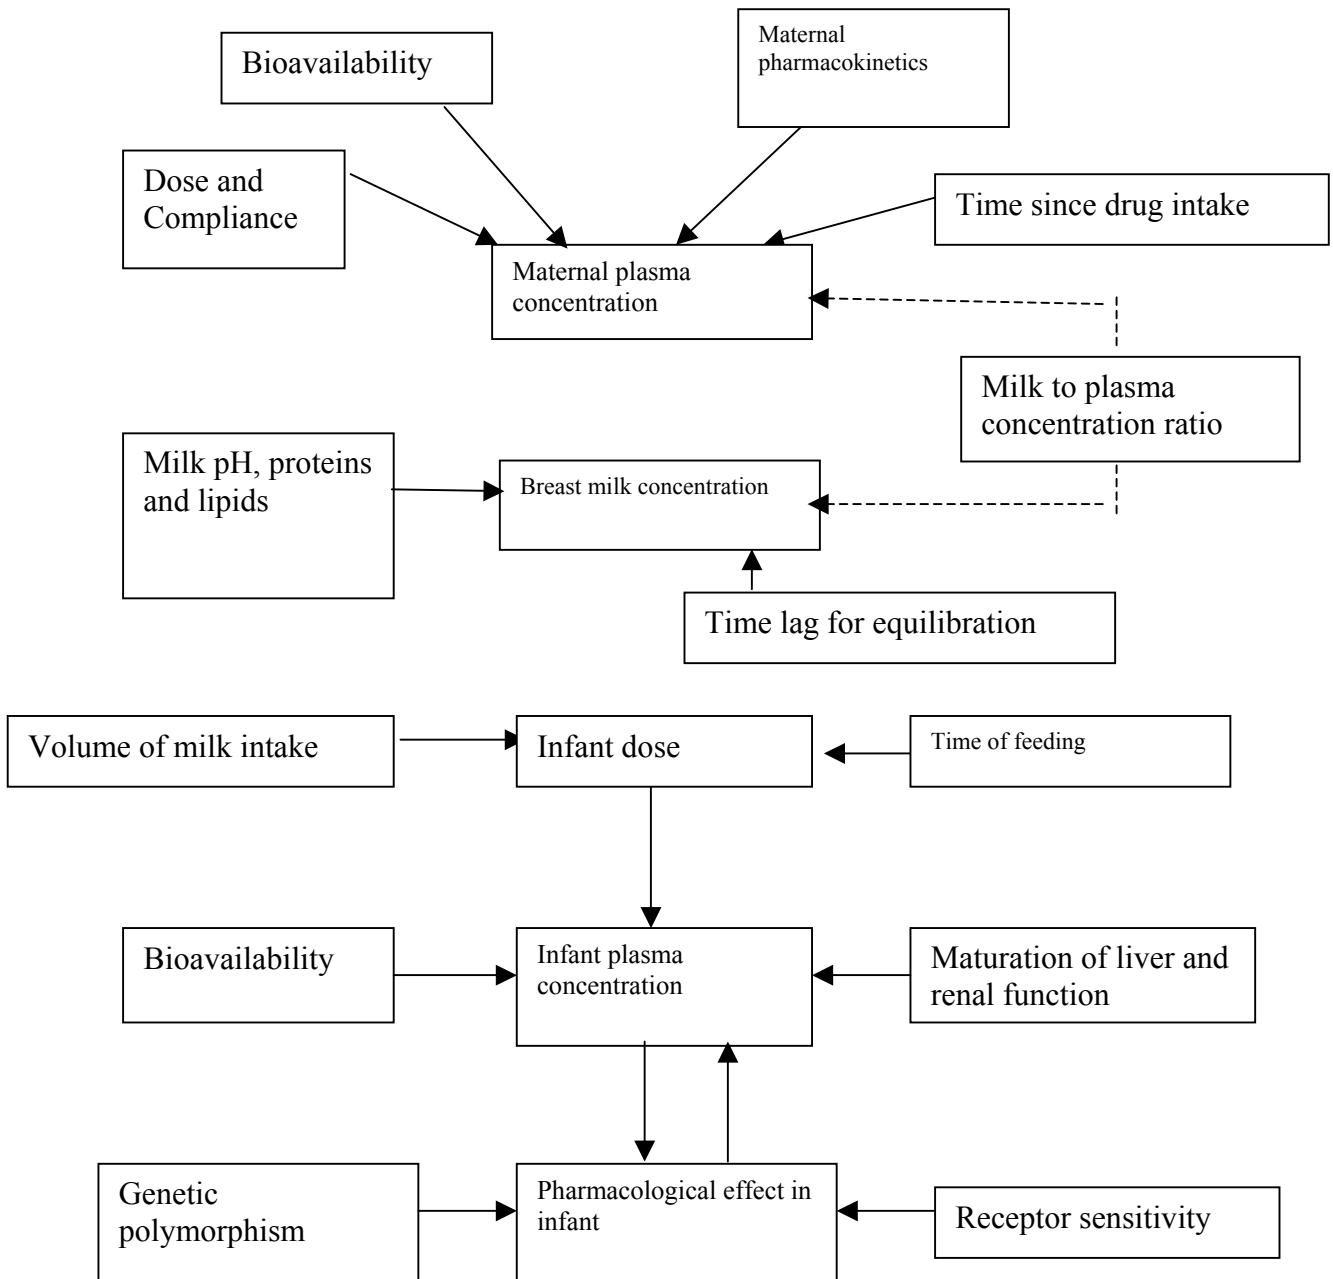 Bioavailability
Maternal
pharmacokinetics
Dose and
Compliance
Time since drug intake
Maternal plasma
concentration
Milk to plasma
concentration ratio
Milk pH, proteins
and lipids
Breast milk concentration
Time lag for equilibration
Volume of milk intake
Infant dose
Time of feeding
Bioavailability
Infant plasma
concentration
Maturation of liver and
renal function
Genetic
polymorphism
Pharmacological effect in
infant
Receptor sensitivity